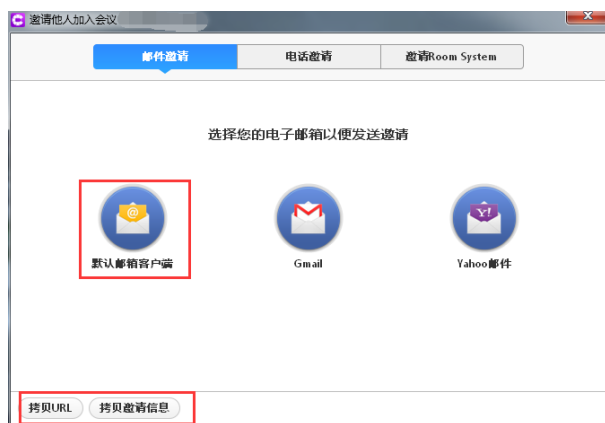 邀请他人加入会议
邮件邀请 电话邀请 邀请Room System
选择您的电子邮箱以便发送邀请
默认邮箱客户端 Gmail Yahoo邮件
拷贝URL 拷贝邀请信息